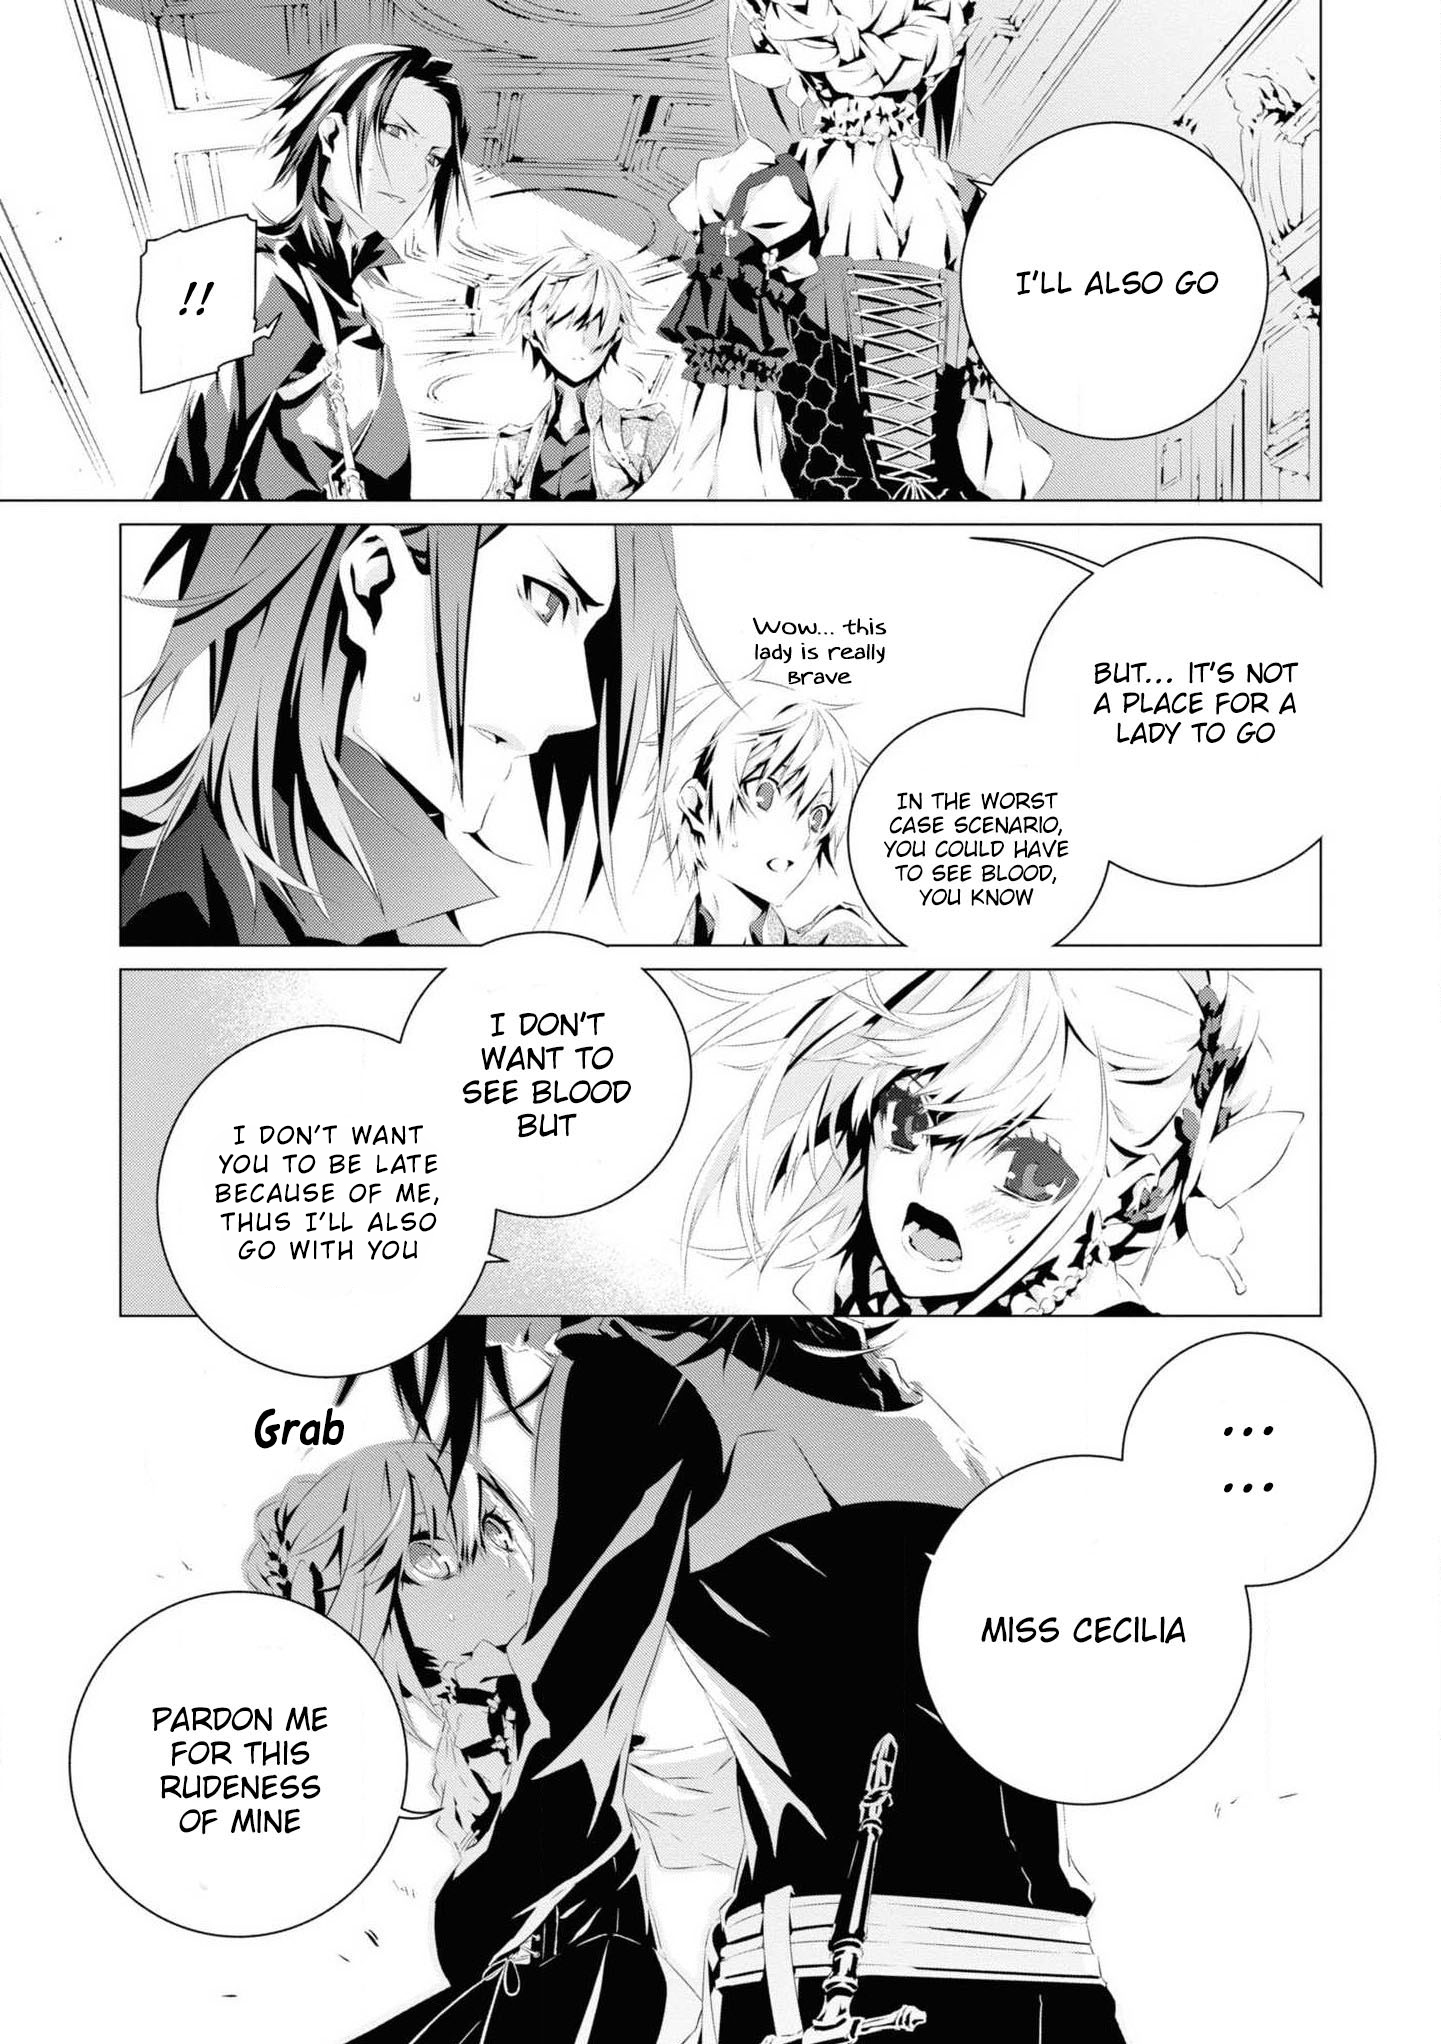 I'LL ALSO GO
!!
BUT... IT'S NOT
A PLACE FOR A
LADY TO GO
IN THE WORST
CASE SCENARIO,
YOU COULD HAVE
TO SEE BLOOD,
YOU KNOW
Wow... this
lady is really
Brave
I DON'T
WANT TO
SEE BLOOD
BUT
I DON'T WANT
YOU TO BE LATE
BECAUSE OF ME,
THUS I'LL ALSO
GO WITH YOU
...
...
MISS CECILIA
Grab
PARDON ME
FOR THIS
RUDENESS
OF MINE